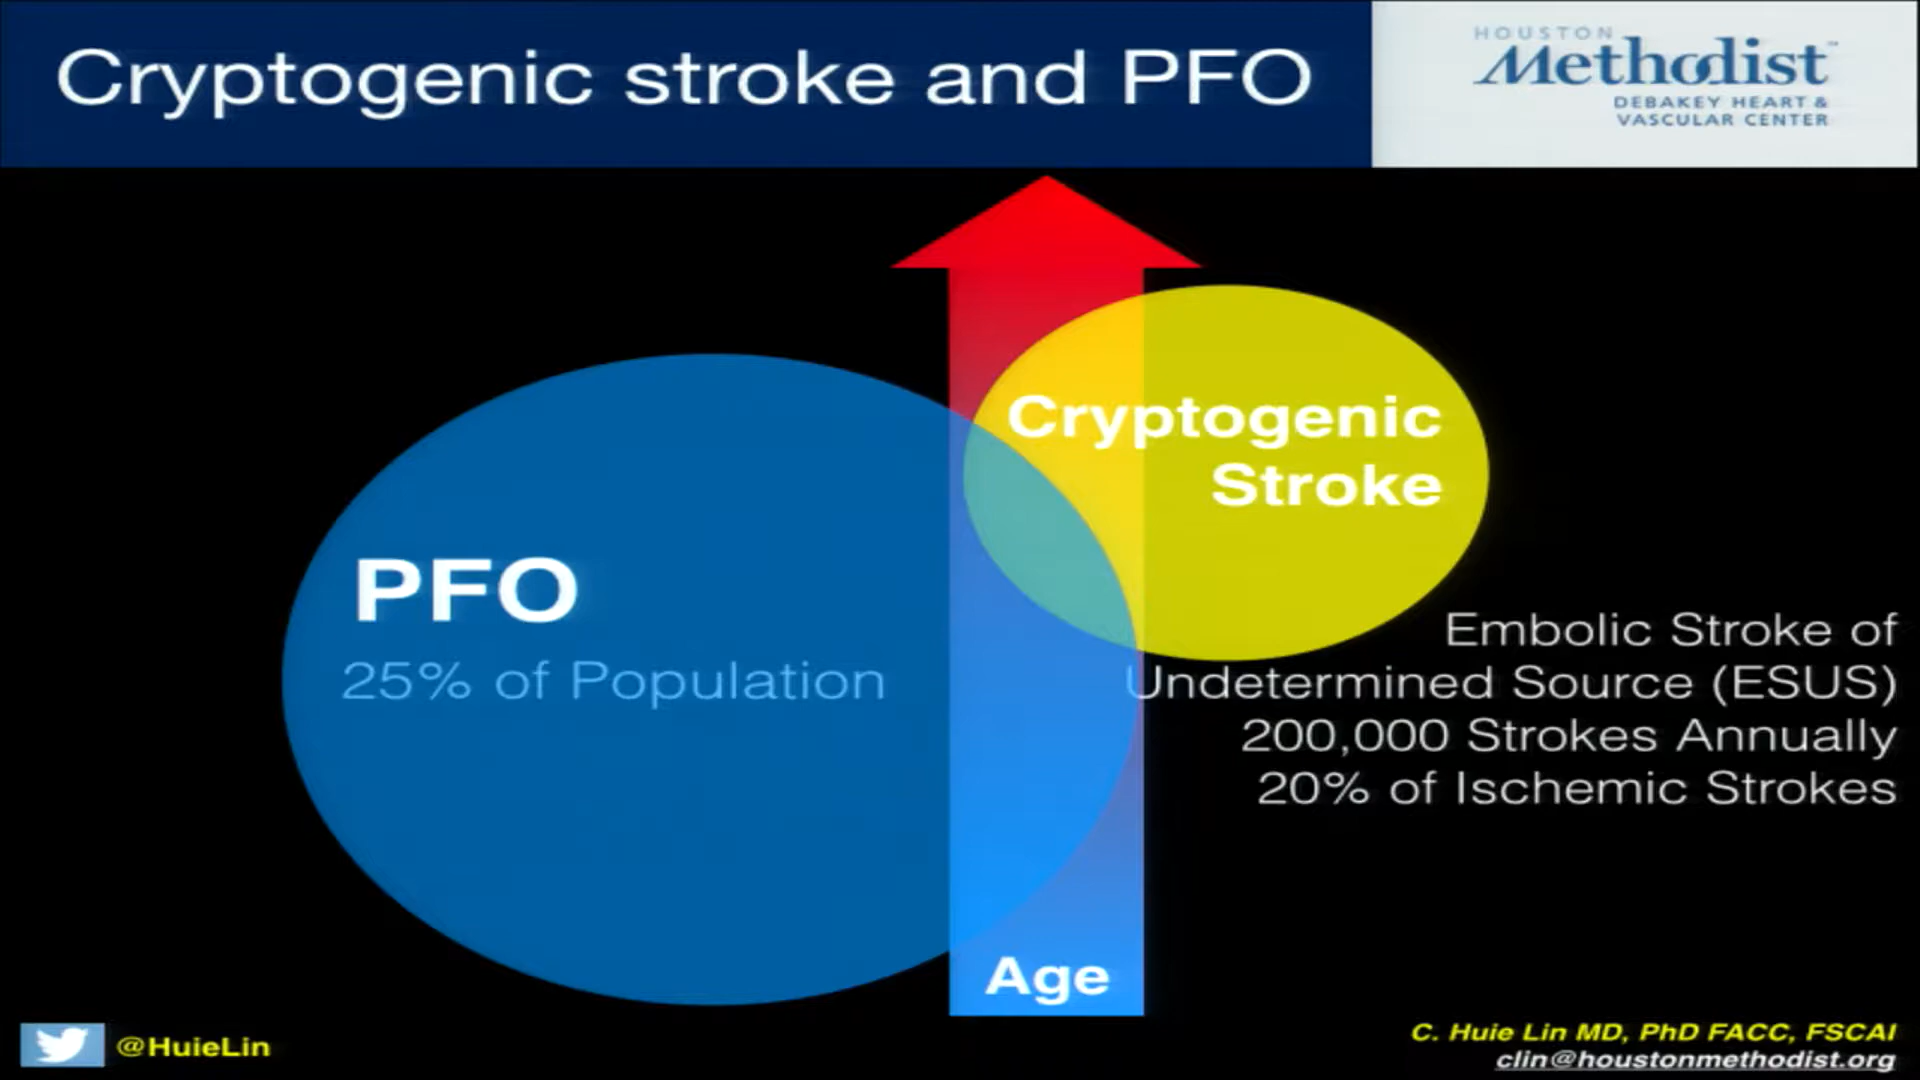 Cryptogenic stroke and PFO
HOUSTON
Methodist™
DEBAKEY HEART &
VASCULAR CENTER
Cryptogenic
Stroke
PFO
25% of Population
Embolic Stroke of
Undetermined Source (ESUS)
200,000 Strokes Annually
20% of Ischemic Strokes
Age
@HuieLin
C. Huie Lin MD, PhD FACC, FSCAI
clin@houstonmethodist.org